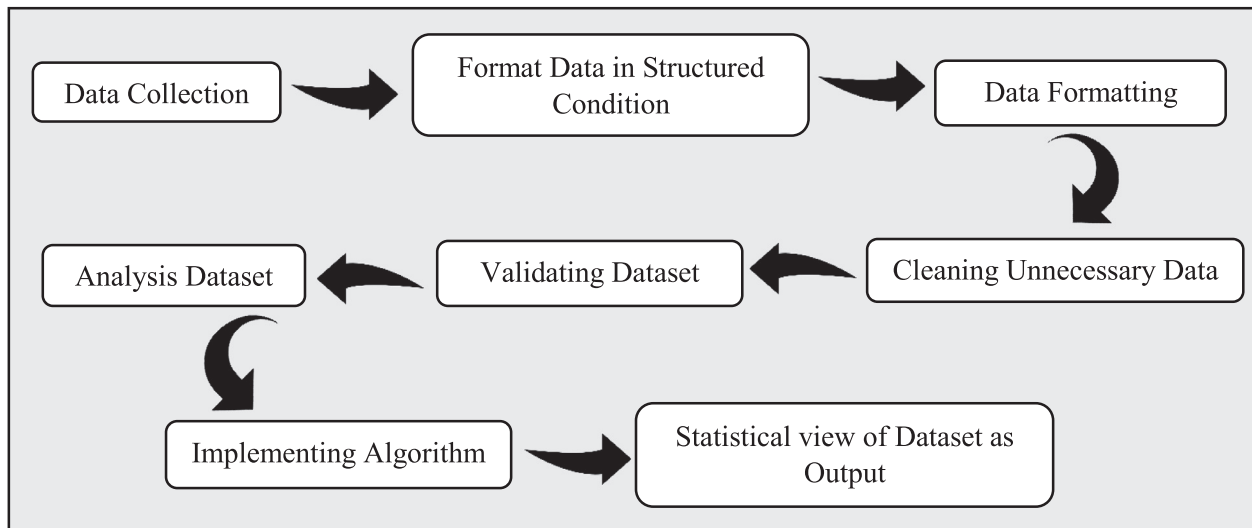 Data Collection
Format Data in Structured
Condition
Data Formatting
Cleaning Unnecessary Data
Validating Dataset
Analysis Dataset
Implementing Algorithm
Statistical view of Dataset as
Output